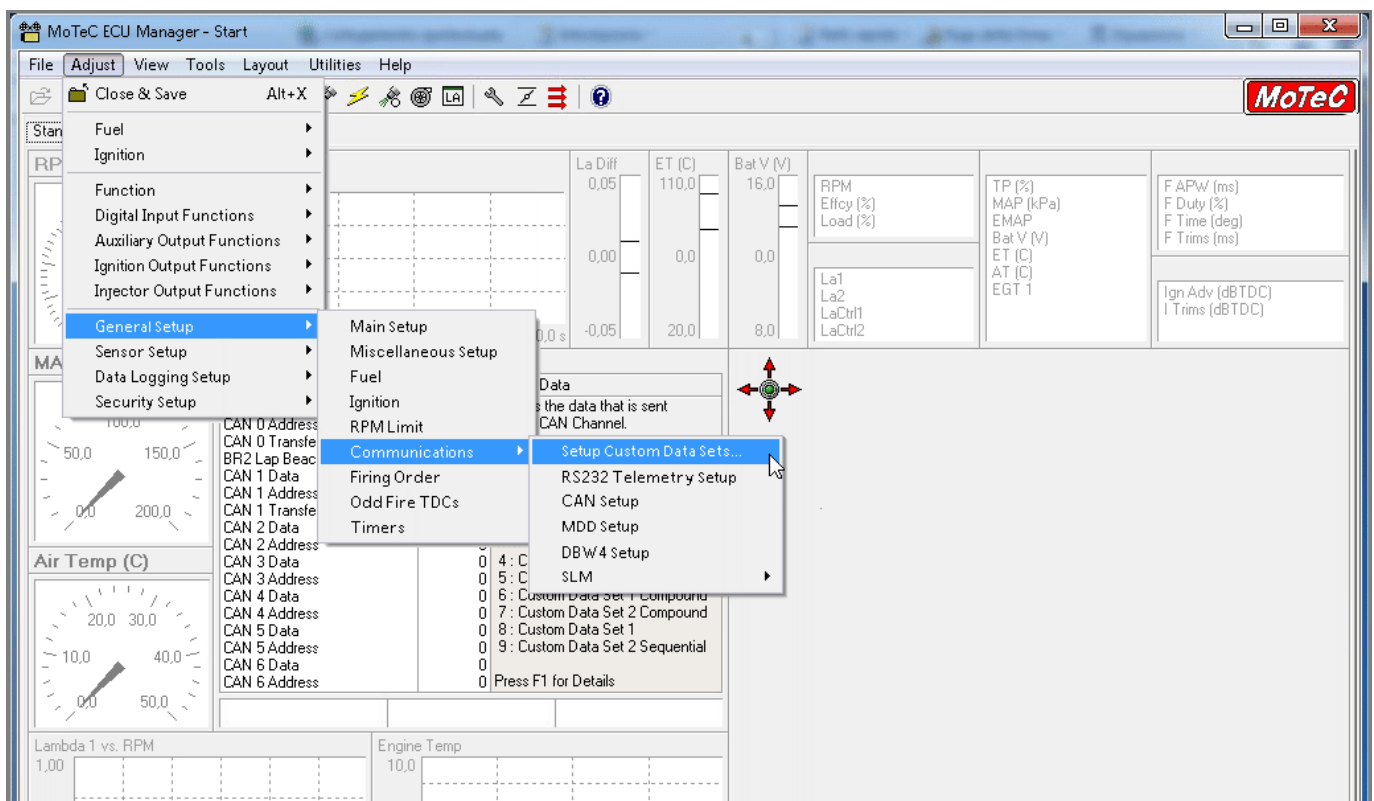 MoTeC ECU Manager - Start
File Adjust View Tools Layout Utilities Help
Close & Save Alt+X
LA
MoTeC
Stan
Fuel
Ignition
Function
Digital Input Functions
Auxiliary Output Functions
Ignition Output Functions
Injector Output Functions
General Setup
Sensor Setup
Data Logging Setup
Security Setup
Main Setup
Miscellaneous Setup
Fuel
Ignition
RPM Limit
Communications
Firing Order
Odd Fire TDCs
Timers
Setup Custom Data Sets...
RS232 Telemetry Setup
CAN Setup
MDD Setup
DBW4 Setup
SLM
RP
La Diff
0,05
0,00
-0,05
ET (C)
110,0
0,0
20,0
Bat V (V)
16,0
0,0
8,0
RPM
Effcy (%)
Load (%)
La1
La2
LaCtrl1
LaCtrl2
TP (%)
MAP (kPa)
EMAP
Bat V (V)
ET (C)
AT (C)
EGT 1
F APW (ms)
F Duty (%)
F Time (deg)
F Trims (ms)
Ign Adv (dBTDC)
I Trims (dBTDC)
0,0 s
MA
100,0
50,0 150,0
0,0 200,0
Data
s the data that is sent
CAN Channel.
CAN 0 Address
CAN 0 Transfe
BR2 Lap Beac
CAN 1 Data
CAN 1 Address
CAN 1 Transfe
CAN 2 Data
CAN 2 Address
CAN 3 Data 0
CAN 3 Address 0
CAN 4 Data 0
CAN 4 Address 0
CAN 5 Data 0
CAN 5 Address 0
CAN 6 Data 0
CAN 6 Address 0
4 : C
5 : C
6 : Custom Data Set 1 Compound
7 : Custom Data Set 2 Compound
8 : Custom Data Set 1
9 : Custom Data Set 2 Sequential
Press F1 for Details
Air Temp (C)
20,0 30,0
10,0 40,0
0,0 50,0
Lambda 1 vs. RPM
1,00
Engine Temp
10,0